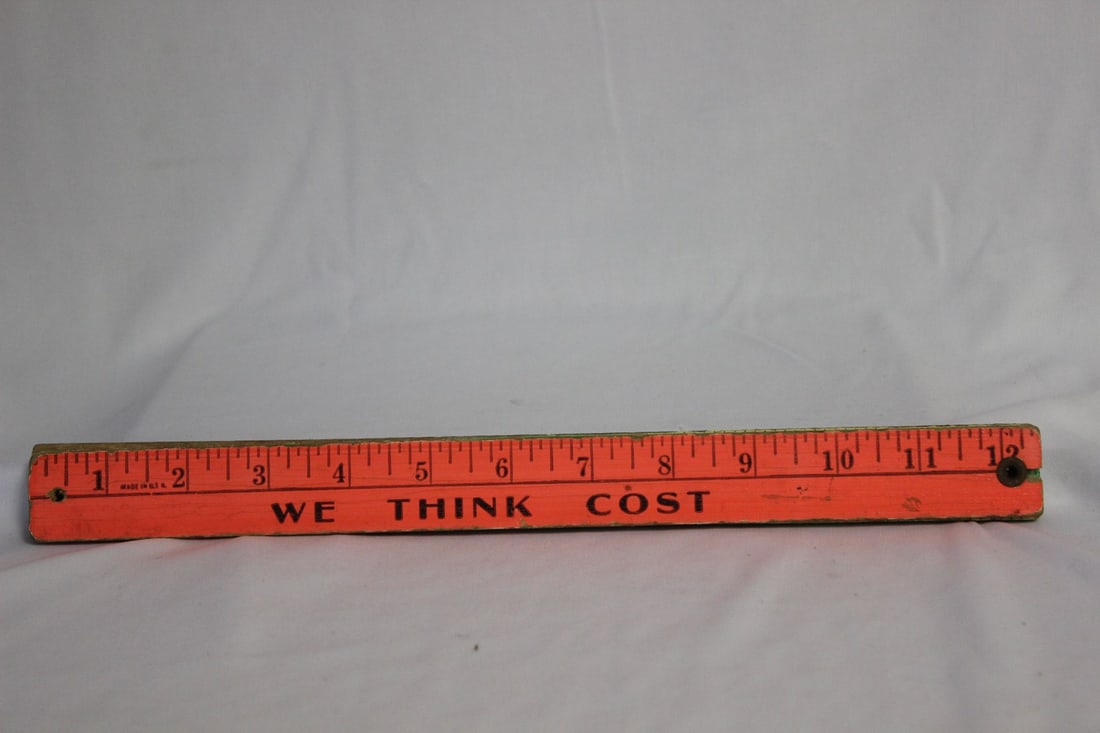 1 2 3 4 5 6 7 8 9 10 11 12
MADE IN U.S.A.
WE THINK COST